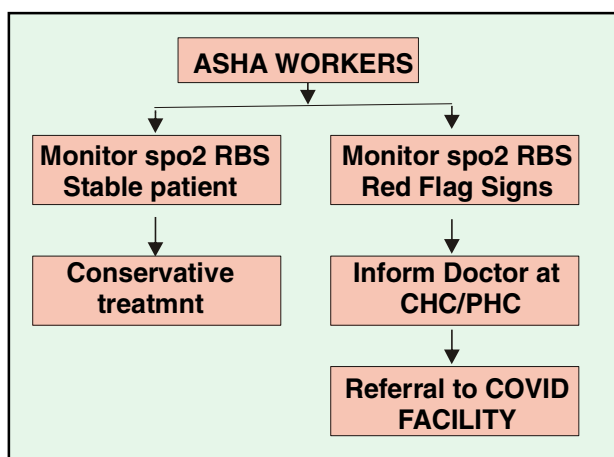 ASHA WORKERS
Monitor spo2 RBS
Stable patient
Monitor spo2 RBS
Red Flag Signs
Conservative
treatmnt
Inform Doctor at
CHC/PHC
Referral to COVID
FACILITY